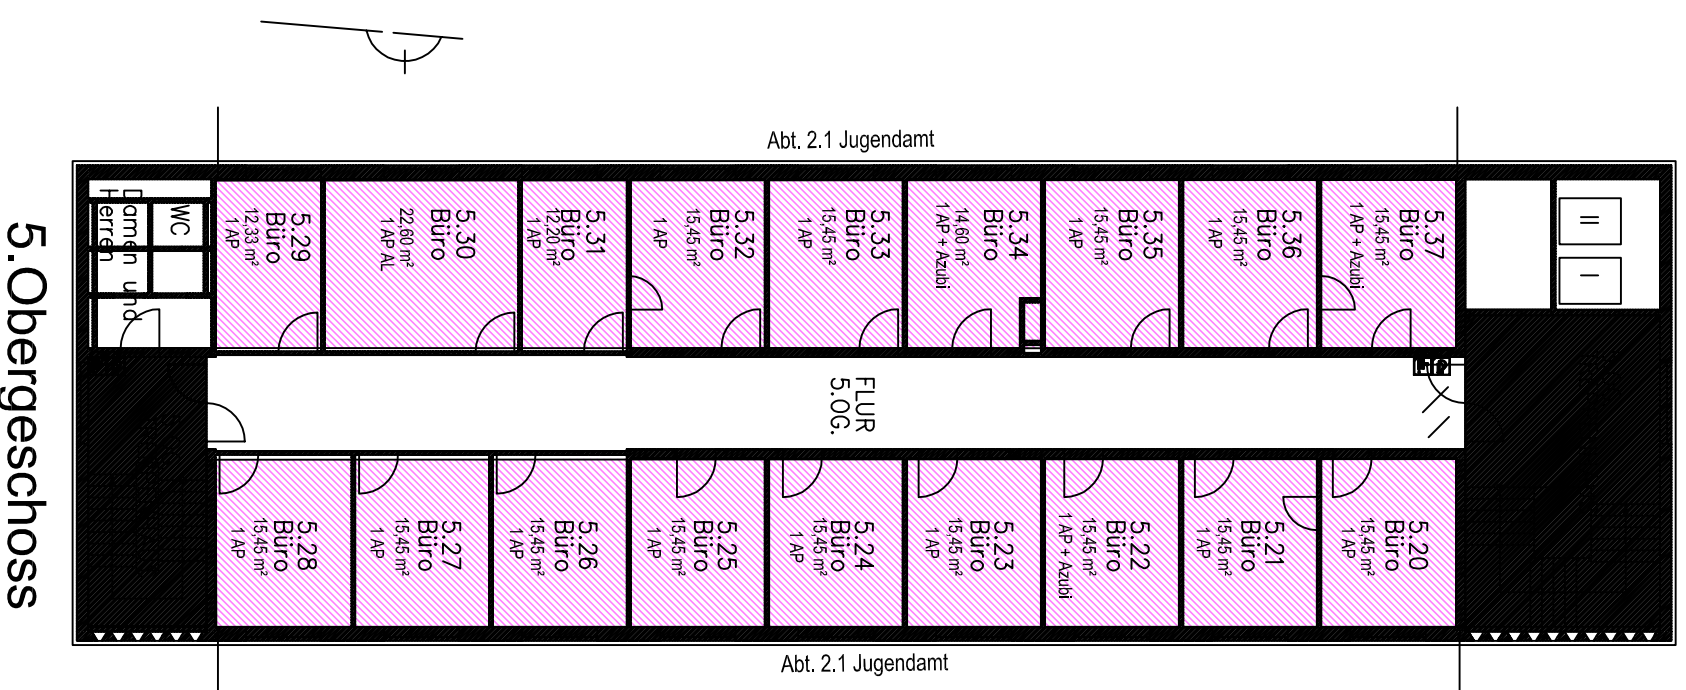 Abt. 2.1 Jugendamt
5.Obergeschoss
Damen und
Herren
WC
5.29
Büro
12,33 m²
1 AP
5.30
Büro
22,60 m²
1 AP AL
5.31
Büro
12,20 m²
1 AP
5.32
Büro
15,45 m²
1 AP
5.33
Büro
15,45 m²
1 AP
5.34
Büro
14,60 m²
1 AP + Azubi
5.35
Büro
15,45 m²
1 AP
5.36
Büro
15,45 m²
1 AP
5.37
Büro
15,45 m²
1 AP + Azubi
II
I
FLUR
5.OG.
5.28
Büro
15,45 m²
1 AP
5.27
Büro
15,45 m²
1 AP
5.26
Büro
15,45 m²
1 AP
5.25
Büro
15,45 m²
1 AP
5.24
Büro
15,45 m²
1 AP
5.23
Büro
15,45 m²
1 AP
5.22
Büro
15,45 m²
1 AP + Azubi
5.21
Büro
15,45 m²
1 AP
5.20
Büro
15,45 m²
1 AP
Abt. 2.1 Jugendamt